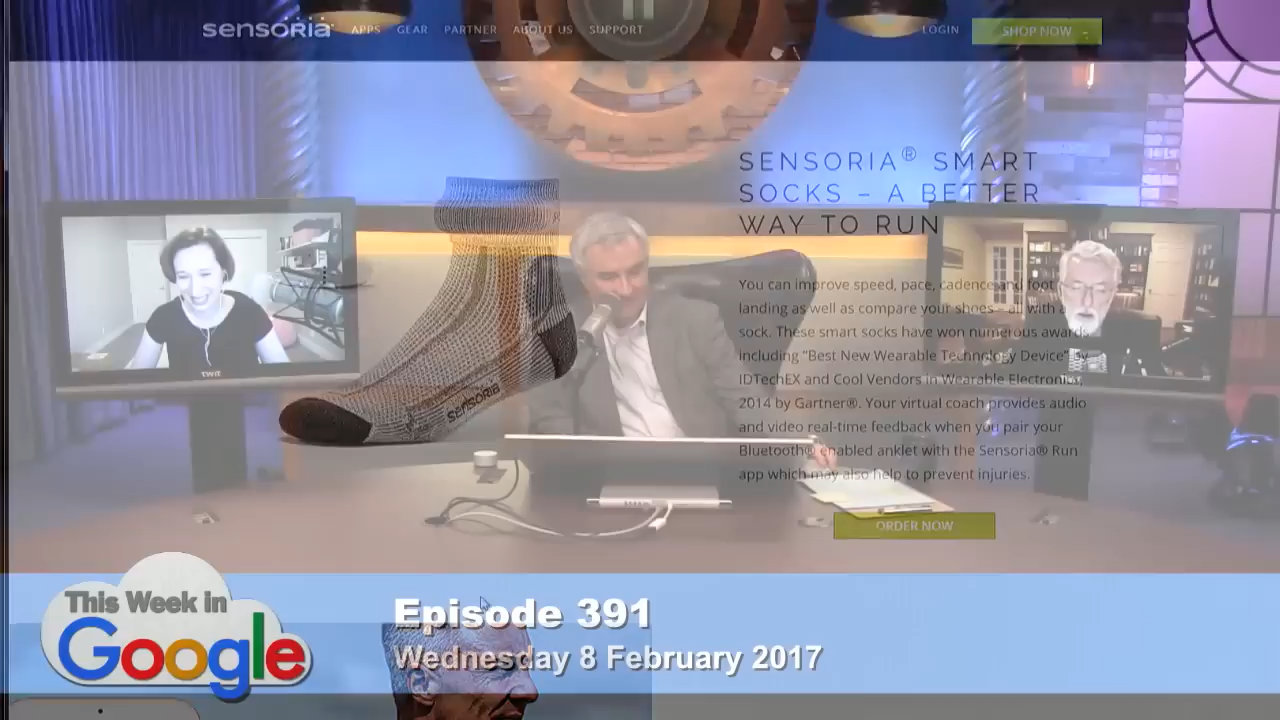 SENSORIA
APPS GEAR PARTNER ABOUT US SUPPORT
LOGIN
SHOP NOW
SENSORIA® SMART
SOCKS – A BETTER
WAY TO RUN
You can improve speed, pace, cadence and foot
landing as well as compare your shoes – all with a
sock. These smart socks have won numerous awards
including “Best New Wearable Technology Device” by
IDTechEX and Cool Vendors in Wearable Electronics,
2014 by Gartner®. Your virtual coach provides audio
and video real-time feedback when you pair your
Bluetooth® enabled anklet with the Sensoria® Run
app which may also help to prevent injuries.
ORDER NOW
SENSORIA
TWiT
This Week in
Google
Episode 391
Wednesday 8 February 2017